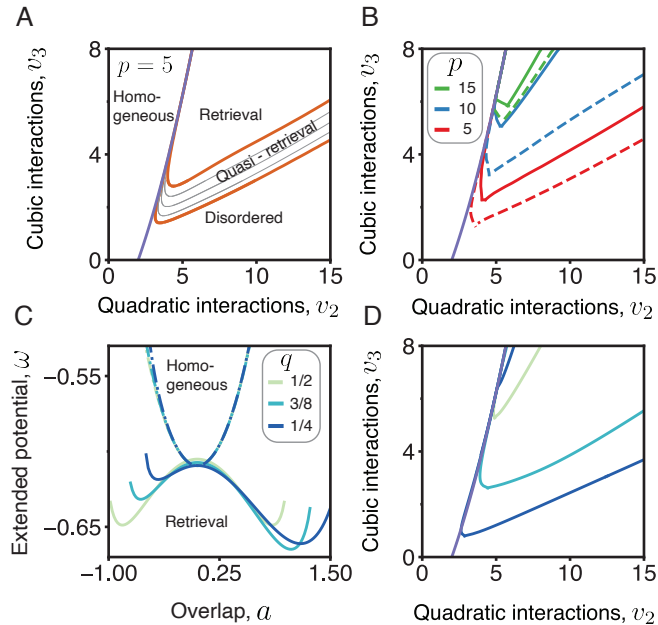 A
8
p = 5
Homo-
geneous
Retrieval
4
Quasi - retrieval
Disordered
0
0
5
10
15
Cubic interactions, v₃
Quadratic interactions, v₂
B
8
p
15
10
5
4
0
0
5
10
15
Cubic interactions, v₃
Quadratic interactions, v₂
C
Homo-
geneous
q
1/2
3/8
1/4
−0.55
−0.65
Retrieval
−1.00
0.25
1.50
Extended potential, ω
Overlap, a
D
8
4
0
0
5
10
15
Cubic interactions, v₃
Quadratic interactions, v₂